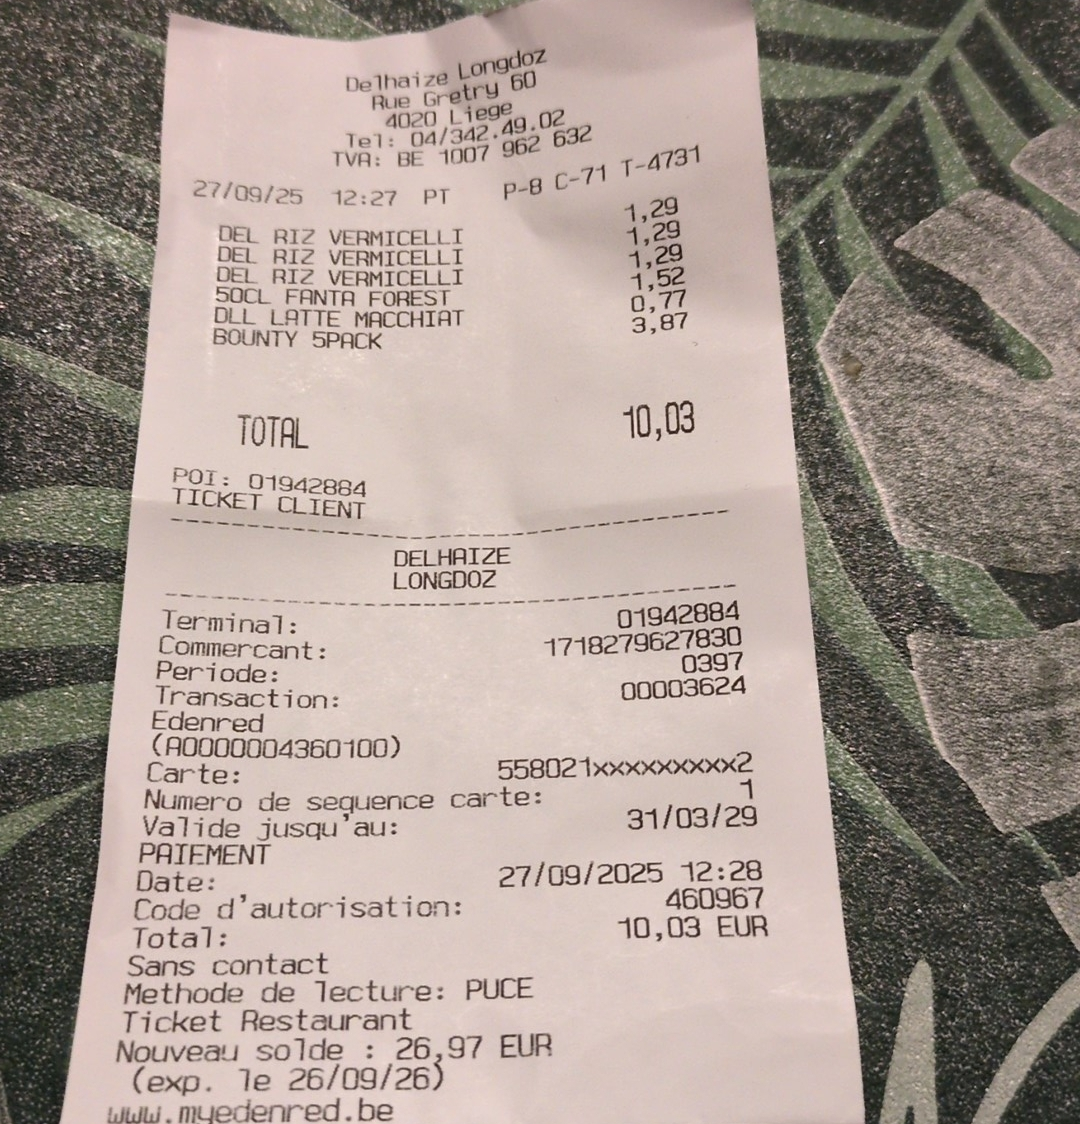 Delhaize Longdoz
Rue Gretry 60
4020 Liege
Tel: 04/342.49.02
TVA: BE 1007 962 632
27/09/25 12:27 PT P-8 C-71 T-4731
DEL RIZ VERMICELLI 1,29
DEL RIZ VERMICELLI 1,29
DEL RIZ VERMICELLI 1,29
50CL FANTA FOREST 1,52
DLL LATTE MACCHIAT 0,77
BOUNTY 5PACK 3,87
TOTAL 10,03
POI: 01942884
TICKET CLIENT
DELHAIZE
LONGDOZ
Terminal: 01942884
Commercant: 1718279627830
Periode: 0397
Transaction: 00003624
Edenred
(A0000004360100)
Carte: 558021xxxxxxxxx2
Numero de sequence carte: 1
Valide jusqu'au: 31/03/29
PAIEMENT
Date: 27/09/2025 12:28
Code d'autorisation: 460967
Total: 10,03 EUR
Sans contact
Methode de lecture: PUCE
Ticket Restaurant
Nouveau solde : 26,97 EUR
(exp. le 26/09/26)
www.myedenred.be